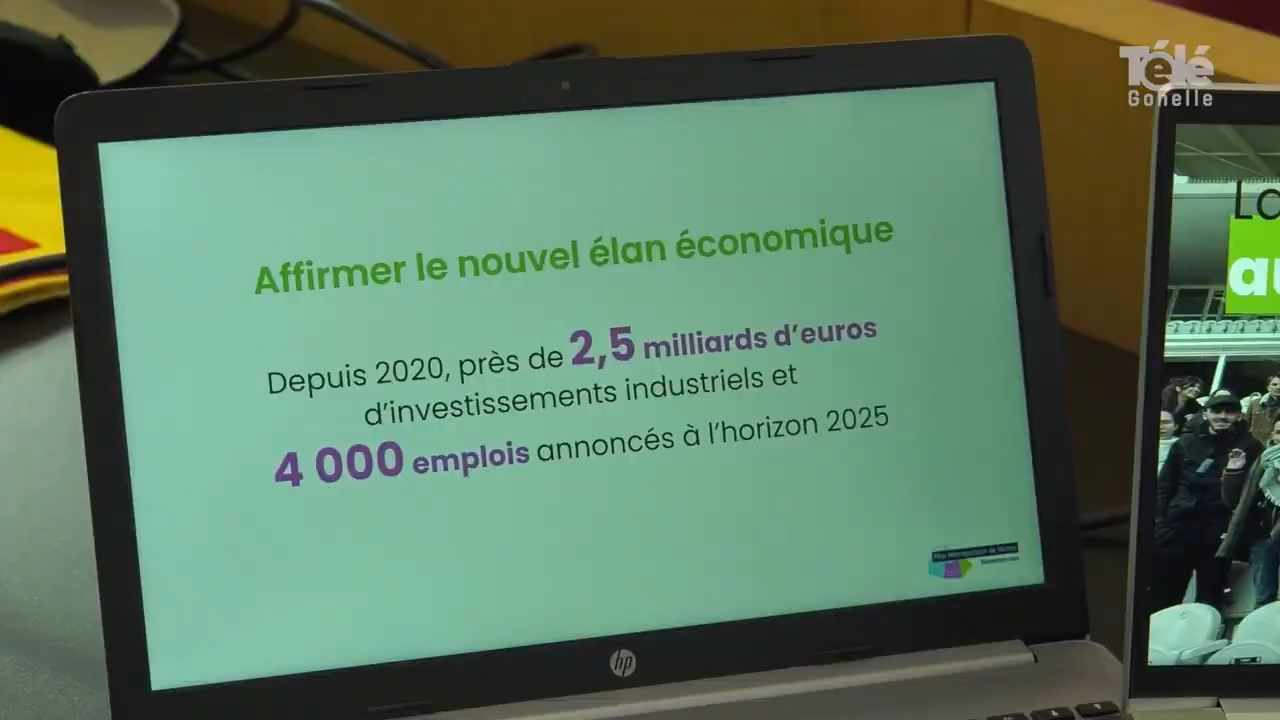 Télé
Gohelle
Affirmer le nouvel élan économique
Depuis 2020, près de 2,5 milliards d'euros
d'investissements industriels et
4 000 emplois annoncés à l'horizon 2025
hp